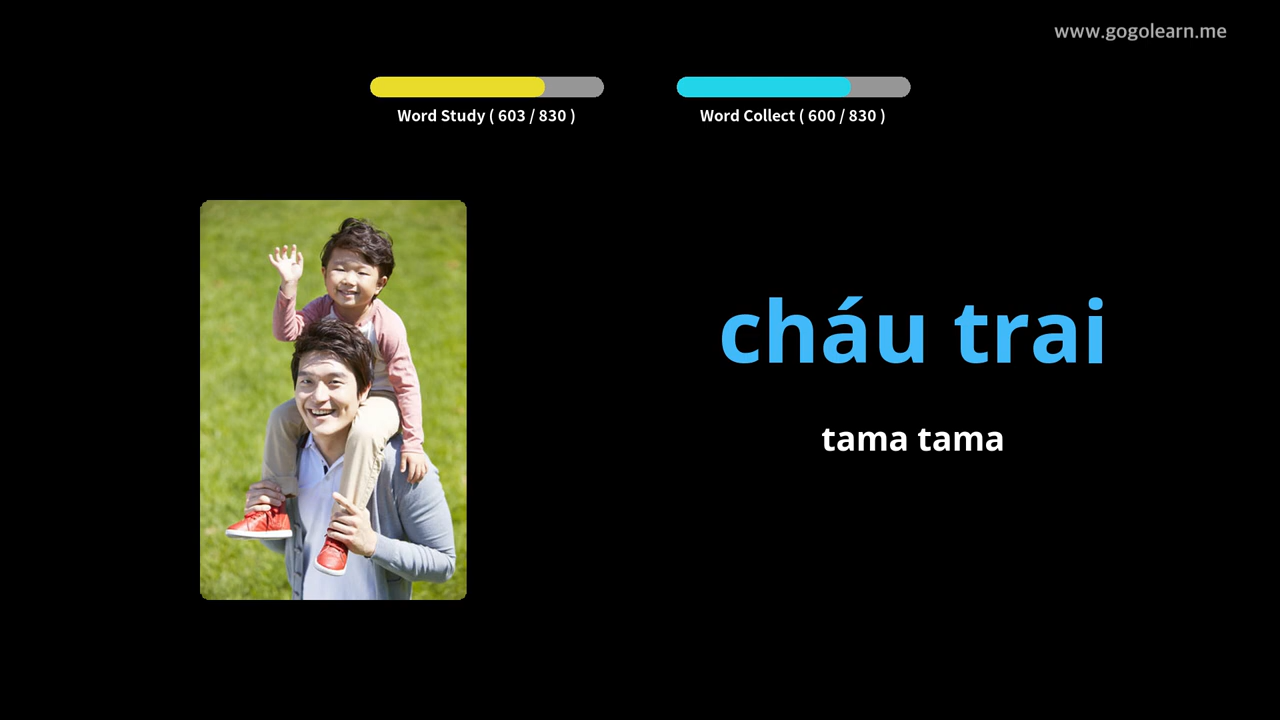 www.gogolearn.me
Word Study ( 603 / 830 )
Word Collect ( 600 / 830 )
cháu trai
tama tama